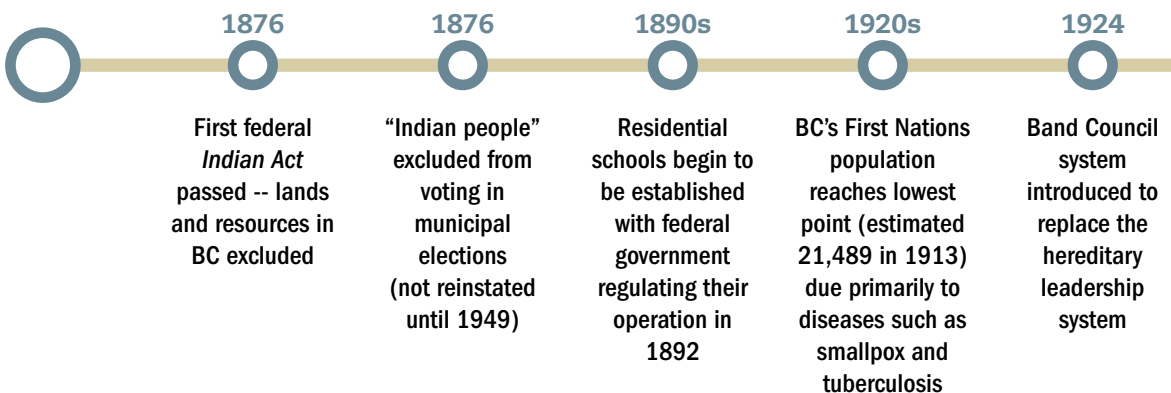 1876
First federal
Indian Act
passed -- lands
and resources in
BC excluded
1876
“Indian people”
excluded from
voting in
municipal
elections
(not reinstated
until 1949)
1890s
Residential
schools begin to
be established
with federal
government
regulating their
operation in
1892
1920s
BC’s First Nations
population
reaches lowest
point (estimated
21,489 in 1913)
due primarily to
diseases such as
smallpox and
tuberculosis
1924
Band Council
system
introduced to
replace the
hereditary
leadership
system